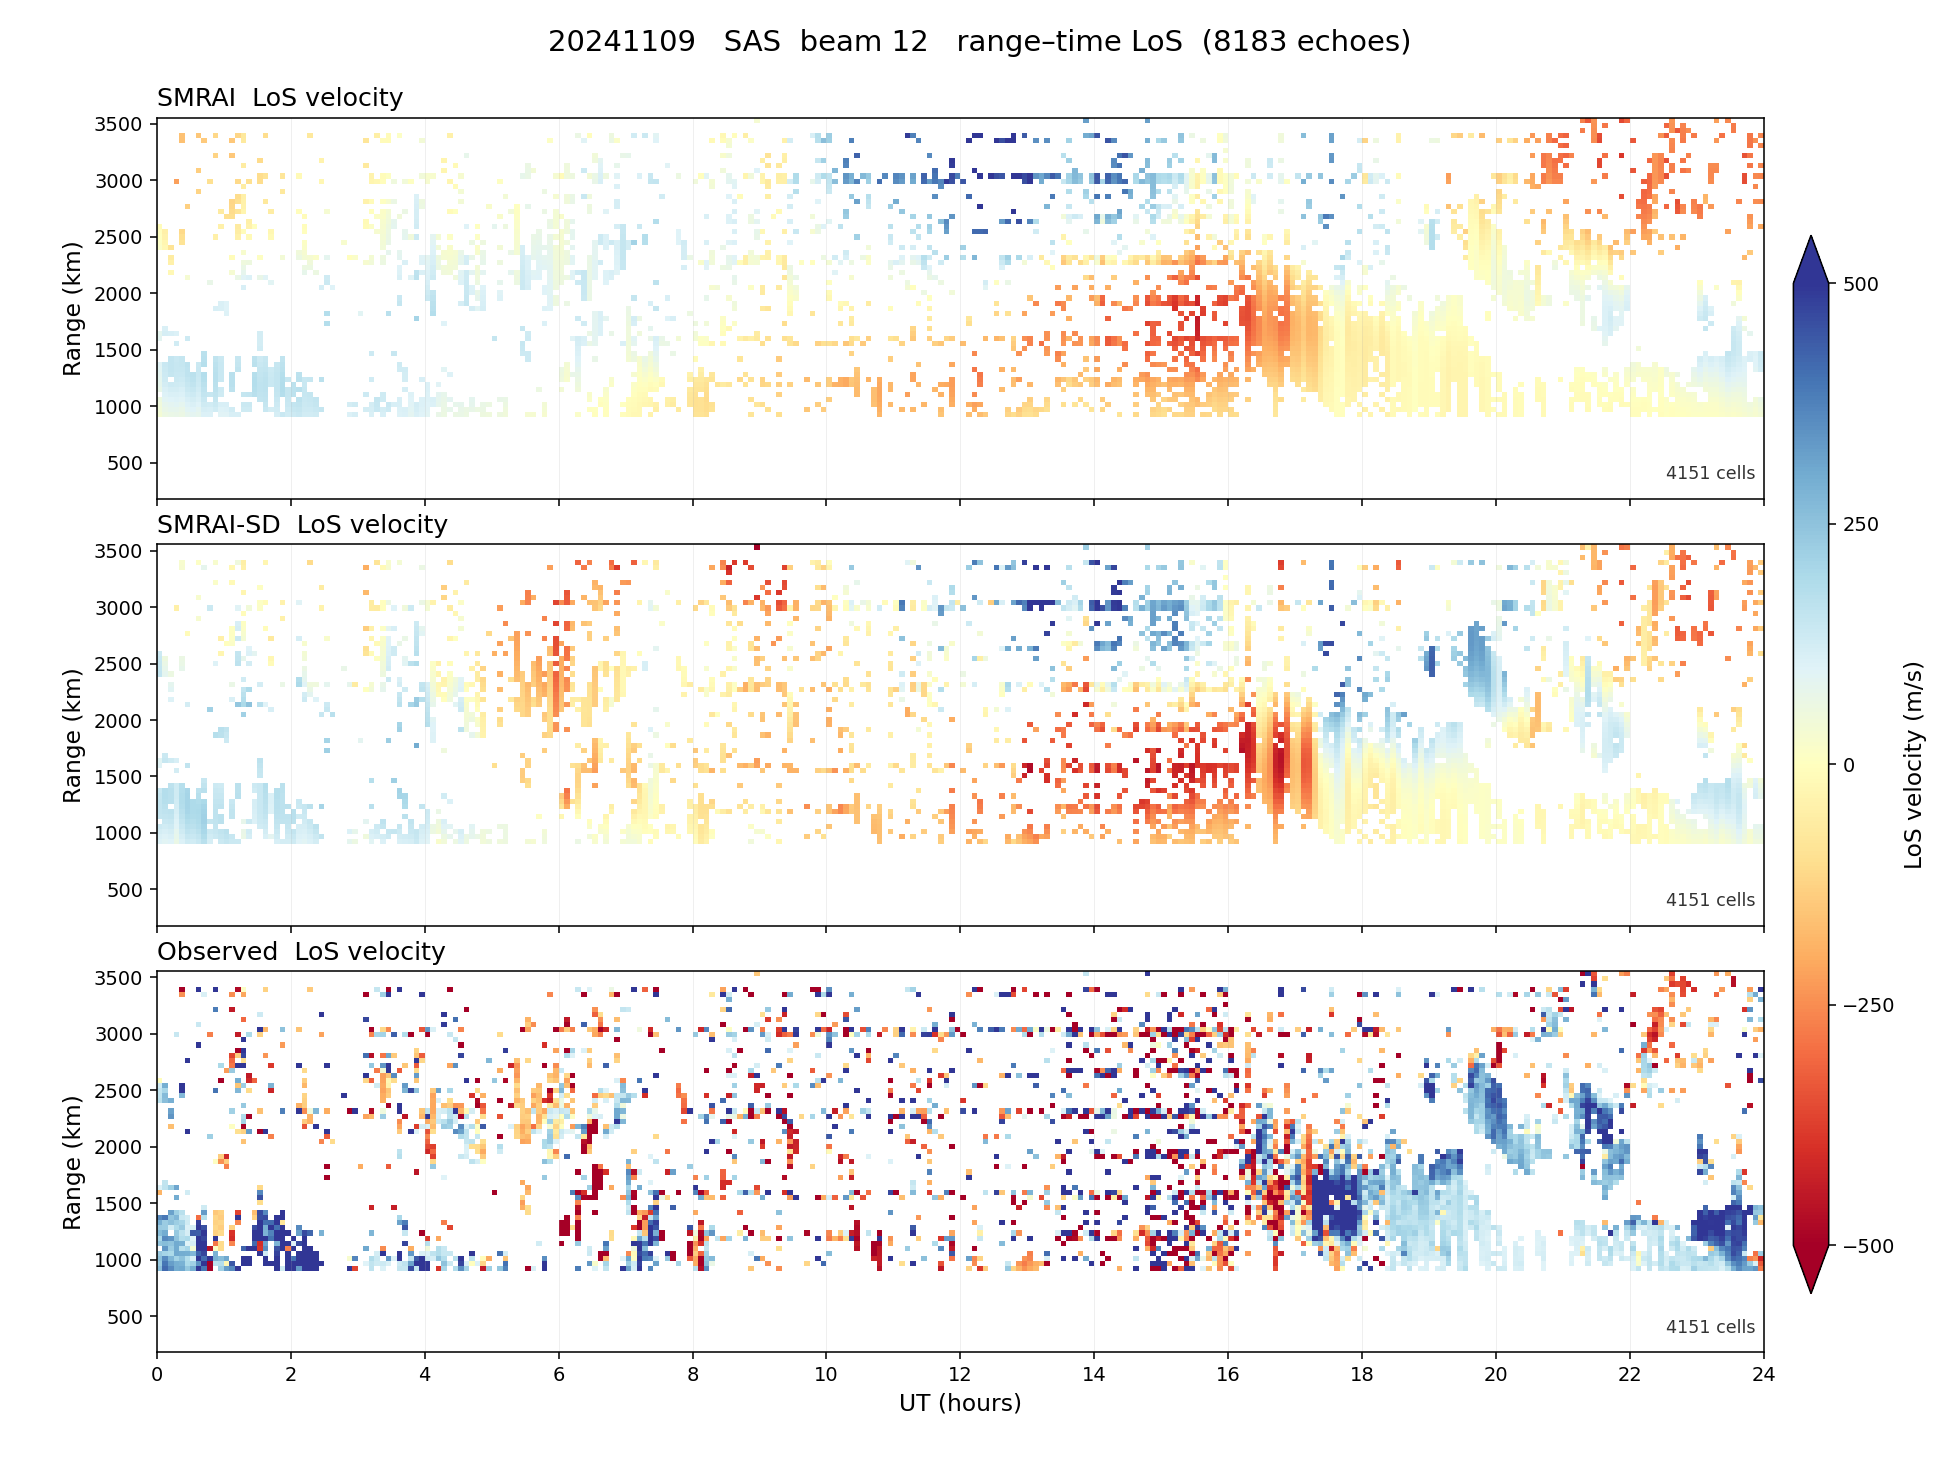 20241109   SAS  beam 12   range–time LoS  (8183 echoes)
SMRAI  LoS velocity
3500
3000
2500
2000
1500
1000
500
Range (km)
4151 cells
SMRAI-SD  LoS velocity
3500
3000
2500
2000
1500
1000
500
Range (km)
4151 cells
Observed  LoS velocity
3500
3000
2500
2000
1500
1000
500
Range (km)
4151 cells
0 2 4 6 8 10 12 14 16 18 20 22 24
UT (hours)
500
250
0
−250
−500
LoS velocity (m/s)